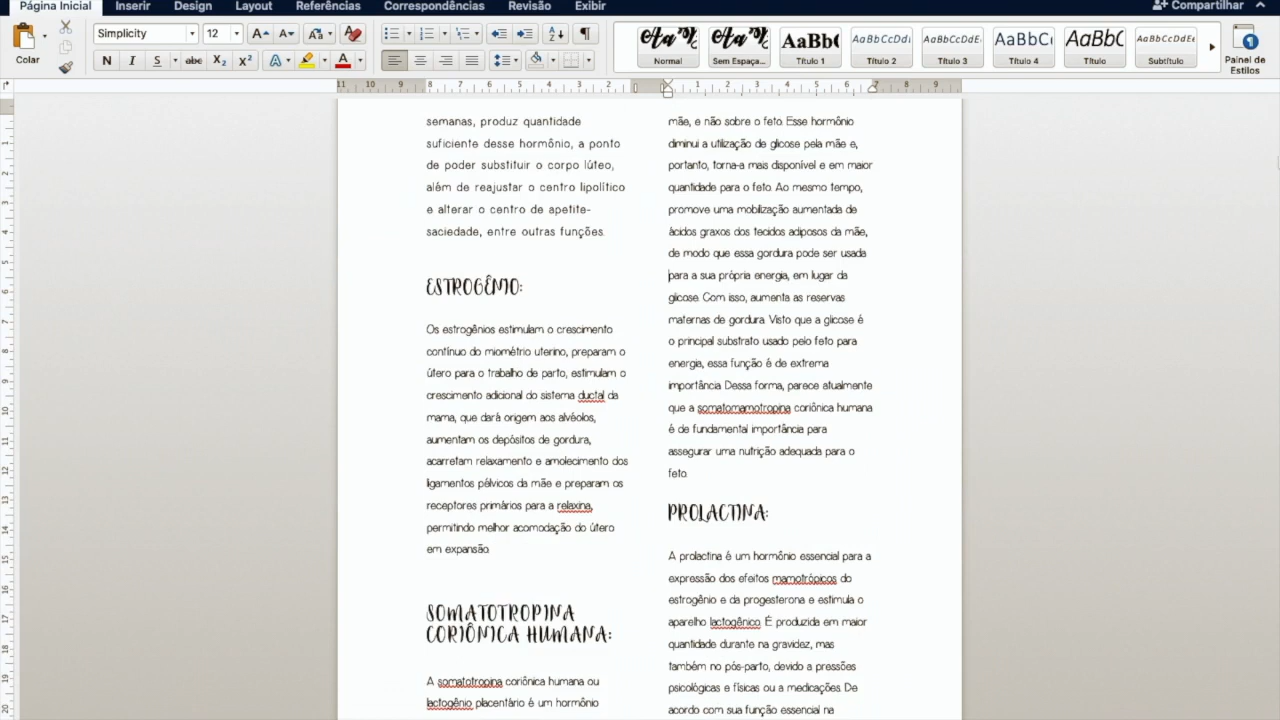 Página Inicial Inserir Design Layout Referências Correspondências Revisão Exibir Compartilhar
Simplicity 12
Colar
N I S abc X₂ X²
AaBbCcDdEe
Normal Sem Espaça... Título 1 Título 2 Título 3 Título 4 Título Subtítulo
Painel de
Estilos
semanas, produz quantidade
suficiente desse hormônio, a ponto
de poder substituir o corpo lúteo,
além de reajustar o centro lipolítico
e alterar o centro de apetite-
saciedade, entre outras funções.
ESTROGÊNIO:
Os estrogênios estimulam o crescimento
contínuo do miométrio uterino, preparam o
útero para o trabalho de parto, estimulam o
crescimento adicional do sistema ductal da
mama, que dará origem aos alvéolos,
aumentam os depósitos de gordura,
acarretam relaxamento e amolecimento dos
ligamentos pélvicos da mãe e preparam os
receptores primários para a relaxina,
permitindo melhor acomodação do útero
em expansão.
SOMATOTROPINA
CORIÔNICA HUMANA:
A somatotropina coriônica humana ou
lactogênio placentário é um hormônio
mãe, e não sobre o feto. Esse hormônio
diminui a utilização de glicose pela mãe e,
portanto, torna-a mais disponível e em maior
quantidade para o feto. Ao mesmo tempo,
promove uma mobilização aumentada de
ácidos graxos dos tecidos adiposos da mãe,
de modo que essa gordura pode ser usada
para a sua própria energia, em lugar da
glicose. Com isso, aumenta as reservas
maternas de gordura. Visto que a glicose é
o principal substrato usado pelo feto para
energia, essa função é de extrema
importância. Dessa forma, parece atualmente
que a somatomamotropina coriônica humana
é de fundamental importância para
assegurar uma nutrição adequada para o
feto.
PROLACTINA:
A prolactina é um hormônio essencial para a
expressão dos efeitos mamotrópicos do
estrogênio e da progesterona e estimula o
aparelho lactogênico. É produzida em maior
quantidade durante na gravidez, mas
também no pós-parto, devido a pressões
psicológicas e físicas ou a medicações. De
acordo com sua função essencial na